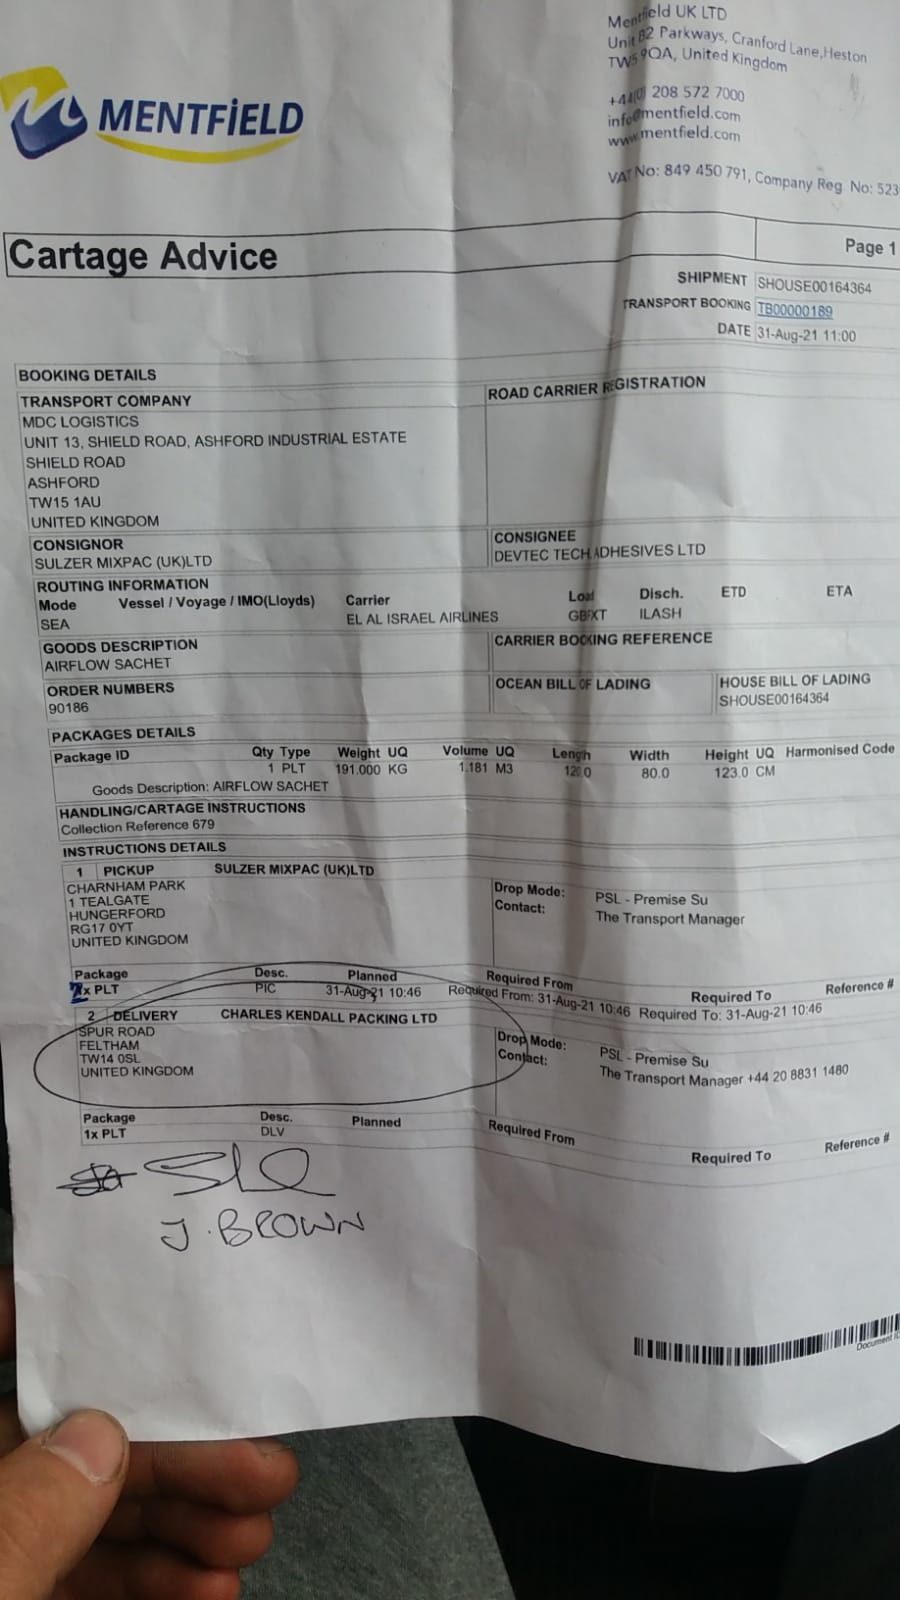 MENTFİELD
Mentfield UK LTD
Unit B2 Parkways, Cranford Lane,Heston
TW5 9QA, United Kingdom
+44(0) 208 572 7000
info@mentfield.com
www.mentfield.com
VAT No: 849 450 791, Company Reg No: 523
Cartage Advice
Page 1
SHIPMENT SHOUSE00164364
TRANSPORT BOOKING TB00000189
DATE 31-Aug-21 11:00
BOOKING DETAILS
TRANSPORT COMPANY ROAD CARRIER REGISTRATION
MDC LOGISTICS
UNIT 13, SHIELD ROAD, ASHFORD INDUSTRIAL ESTATE
SHIELD ROAD
ASHFORD
TW15 1AU
UNITED KINGDOM
CONSIGNOR CONSIGNEE
SULZER MIXPAC (UK)LTD DEVTEC TECH ADHESIVES LTD
ROUTING INFORMATION
Mode Vessel / Voyage / IMO(Lloyds) Carrier Load Disch. ETD ETA
SEA EL AL ISRAEL AIRLINES GBFXT ILASH
GOODS DESCRIPTION CARRIER BOOKING REFERENCE
AIRFLOW SACHET
ORDER NUMBERS OCEAN BILL OF LADING HOUSE BILL OF LADING
90186 SHOUSE00164364
PACKAGES DETAILS
Package ID Qty Type Weight UQ Volume UQ Length Width Height UQ Harmonised Code
1 PLT 191.000 KG 1.181 M3 120.0 80.0 123.0 CM
Goods Description: AIRFLOW SACHET
HANDLING/CARTAGE INSTRUCTIONS
Collection Reference 679
INSTRUCTIONS DETAILS
1 PICKUP SULZER MIXPAC (UK)LTD
CHARNHAM PARK Drop Mode: PSL - Premise Su
1 TEALGATE Contact: The Transport Manager
HUNGERFORD
RG17 0YT
UNITED KINGDOM
Package Desc. Planned Required From Required To Reference #
2x PLT PIC 31-Aug-21 10:46 Required From: 31-Aug-21 10:46 Required To: 31-Aug-21 10:46
2 DELIVERY CHARLES KENDALL PACKING LTD
SPUR ROAD Drop Mode: PSL - Premise Su
FELTHAM Contact: The Transport Manager +44 20 8831 1480
TW14 0SL
UNITED KINGDOM
Package Desc. Planned Required From Required To Reference #
1x PLT DLV
J. BROWN